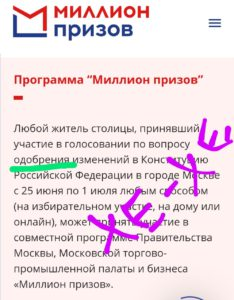 МИЛЛИОН
ПРИЗОВ
Программа “Миллион призов”
Любой житель столицы, принявший
участие в голосовании по вопросу
одобрения изменений в Конституцию
Российской Федерации в городе Москве
с 25 июня по 1 июля любым способом
(на избирательном участке, на дому или
онлайн), может принять участие в
совместной программе Правительства
Москвы, Московской торгово-
промышленной палаты и бизнеса
«Миллион призов».
ХЕ-ХЕ